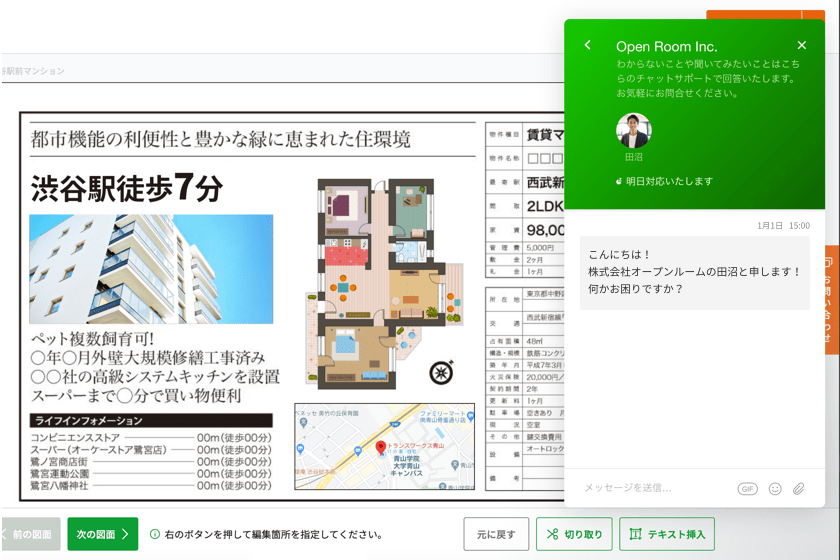 谷駅前マンション
都市機能の利便性と豊かな緑に恵まれた住環境
渋谷駅徒歩7分
ペット複数飼育可!
〇年〇月外壁大規模修繕工事済み
〇〇社の高級システムキッチンを設置
スーパーまで〇分で買い物便利
ライフインフォメーション
コンビニエンスストア 00m(徒歩00分)
スーパー(オーケーストア鷺宮店) 00m(徒歩00分)
鷺ノ宮商店街 00m(徒歩00分)
鷺宮運動公園 00m(徒歩00分)
鷺宮八幡神社 00m(徒歩00分)
トランスワークス青山
青山学院
大学青山
キャンパス
物件種目 賃貸マ
物件名称 □□□
最寄駅 西武新
間取 2LDK
家賃 98,00
管理費 5,000円
敷金 2ヶ月
礼金 1ヶ月
所在地 東京都中野
交通 西武新宿線
占有面積 48㎡
構造・規模 鉄筋コンクリ
築年月 平成7年3月
火災保険 20,000円/
契約期間 2年
更新料 1ヶ月
駐車場 空きあり
現況 空室
その他 鍵交換費用
設備 オートロック
備考
Open Room Inc.
わからないことや聞いてみたいことはこち
らのチャットサポートで回答いたします。
お気軽にお問合せください。
田沼
明日対応いたします
1月1日 15:00
こんにちは！
株式会社オープンルームの田沼と申します！
何かお困りですか？
メッセージを送信…
GIF
お問い合わせ
前の図面
次の図面
右のボタンを押して編集箇所を指定してください。
元に戻す
切り取り
テキスト挿入